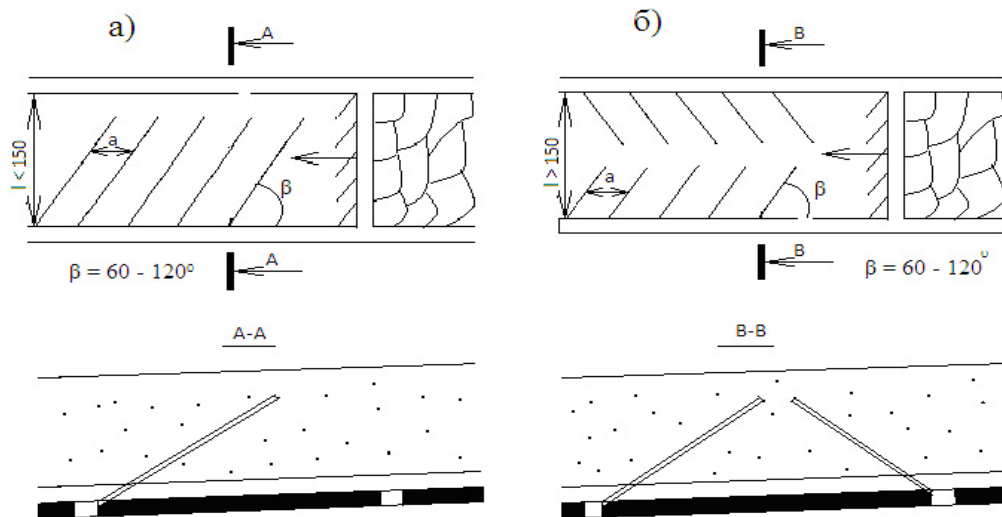 а) б)
A B
l < 150 a β l > 150 a β
A B
β = 60 - 120° β = 60 - 120°
A-A B-B